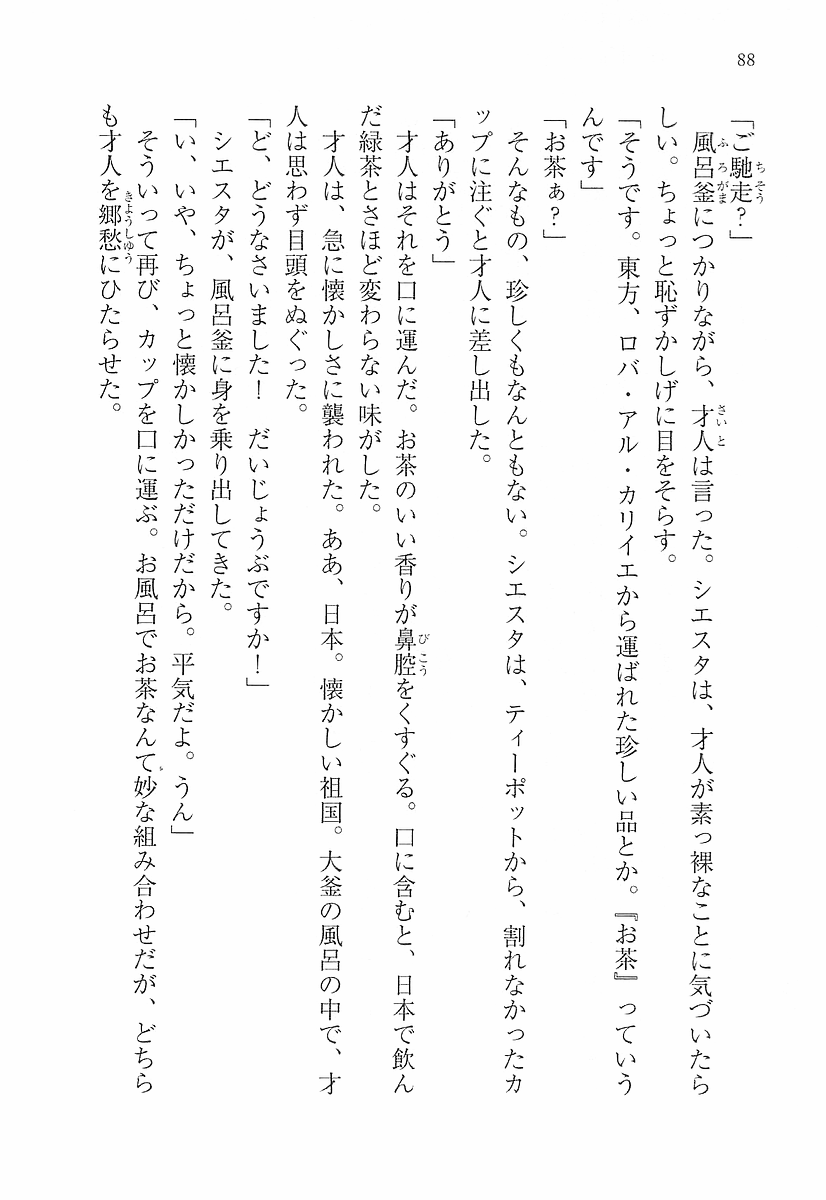 88
「ご馳走？」
風呂釜につかりながら、才人は言った。シエスタは、才人が素っ裸なことに気づいたら
しい。ちょっと恥ずかしげに目をそらす。
「そうです。東方、ロバ・アル・カリイエから運ばれた珍しい品とか。『お茶』っていう
んです」
「お茶ぁ？」
そんなもの、珍しくもなんともない。シエスタは、ティーポットから、割れなかったカ
ップに注ぐと才人に差し出した。
「ありがとう」
才人はそれを口に運んだ。お茶のいい香りが鼻腔をくすぐる。口に含むと、日本で飲ん
だ緑茶とさほど変わらない味がした。
才人は、急に懐かしさに襲われた。ああ、日本。懐かしい祖国。大釜の風呂の中で、才
人は思わず目頭をぬぐった。
「ど、どうなさいました！　だいじょうぶですか！」
シエスタが、風呂釜に身を乗り出してきた。
「い、いや、ちょっと懐かしかっただけだから。平気だよ。うん」
そういって再び、カップを口に運ぶ。お風呂でお茶なんて妙な組み合わせだが、どちら
も才人を郷愁にひたらせた。